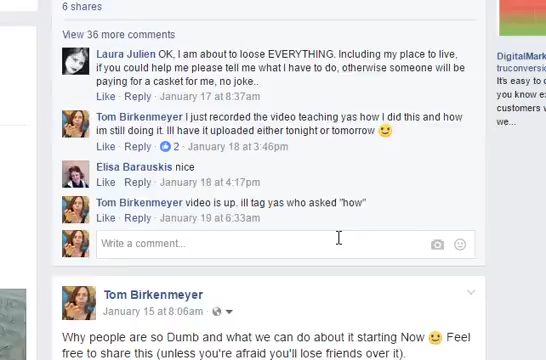 6 shares
View 36 more comments
Laura Julien OK, I am about to loose EVERYTHING. Including my place to live,
if you could help me please tell me what I have to do, otherwise someone will be
paying for a casket for me, no joke..
Like · Reply · January 17 at 8:37am
Tom Birkenmeyer I just recorded the video teaching yas how I did this and how
im still doing it. Ill have it uploaded either tonight or tomorrow
Like · Reply · 2 · January 18 at 3:46pm
Elisa Barauskis nice
Like · Reply · January 18 at 4:17pm
Tom Birkenmeyer video is up. ill tag yas who asked "how"
Like · Reply · January 19 at 6:33am
Write a comment...
Tom Birkenmeyer
January 15 at 8:06am ·
Why people are so Dumb and what we can do about it starting Now Feel
free to share this (unless you're afraid you'll lose friends over it).
DigitalMark
truconversio
It's easy to d
you know e
customers v
we...